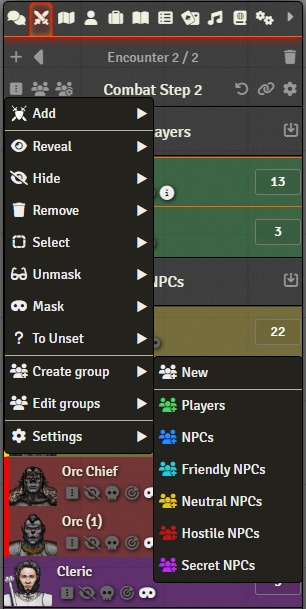 Encounter 2 / 2
Combat Step 2
Add
ayers
Reveal
13
Hide
Remove
3
Select
Unmask
NPCs
Mask
To Unset
22
Create group
New
Edit groups
Players
Settings
NPCs
Friendly NPCs
Orc Chief
Neutral NPCs
Orc (1)
Hostile NPCs
Cleric
Secret NPCs